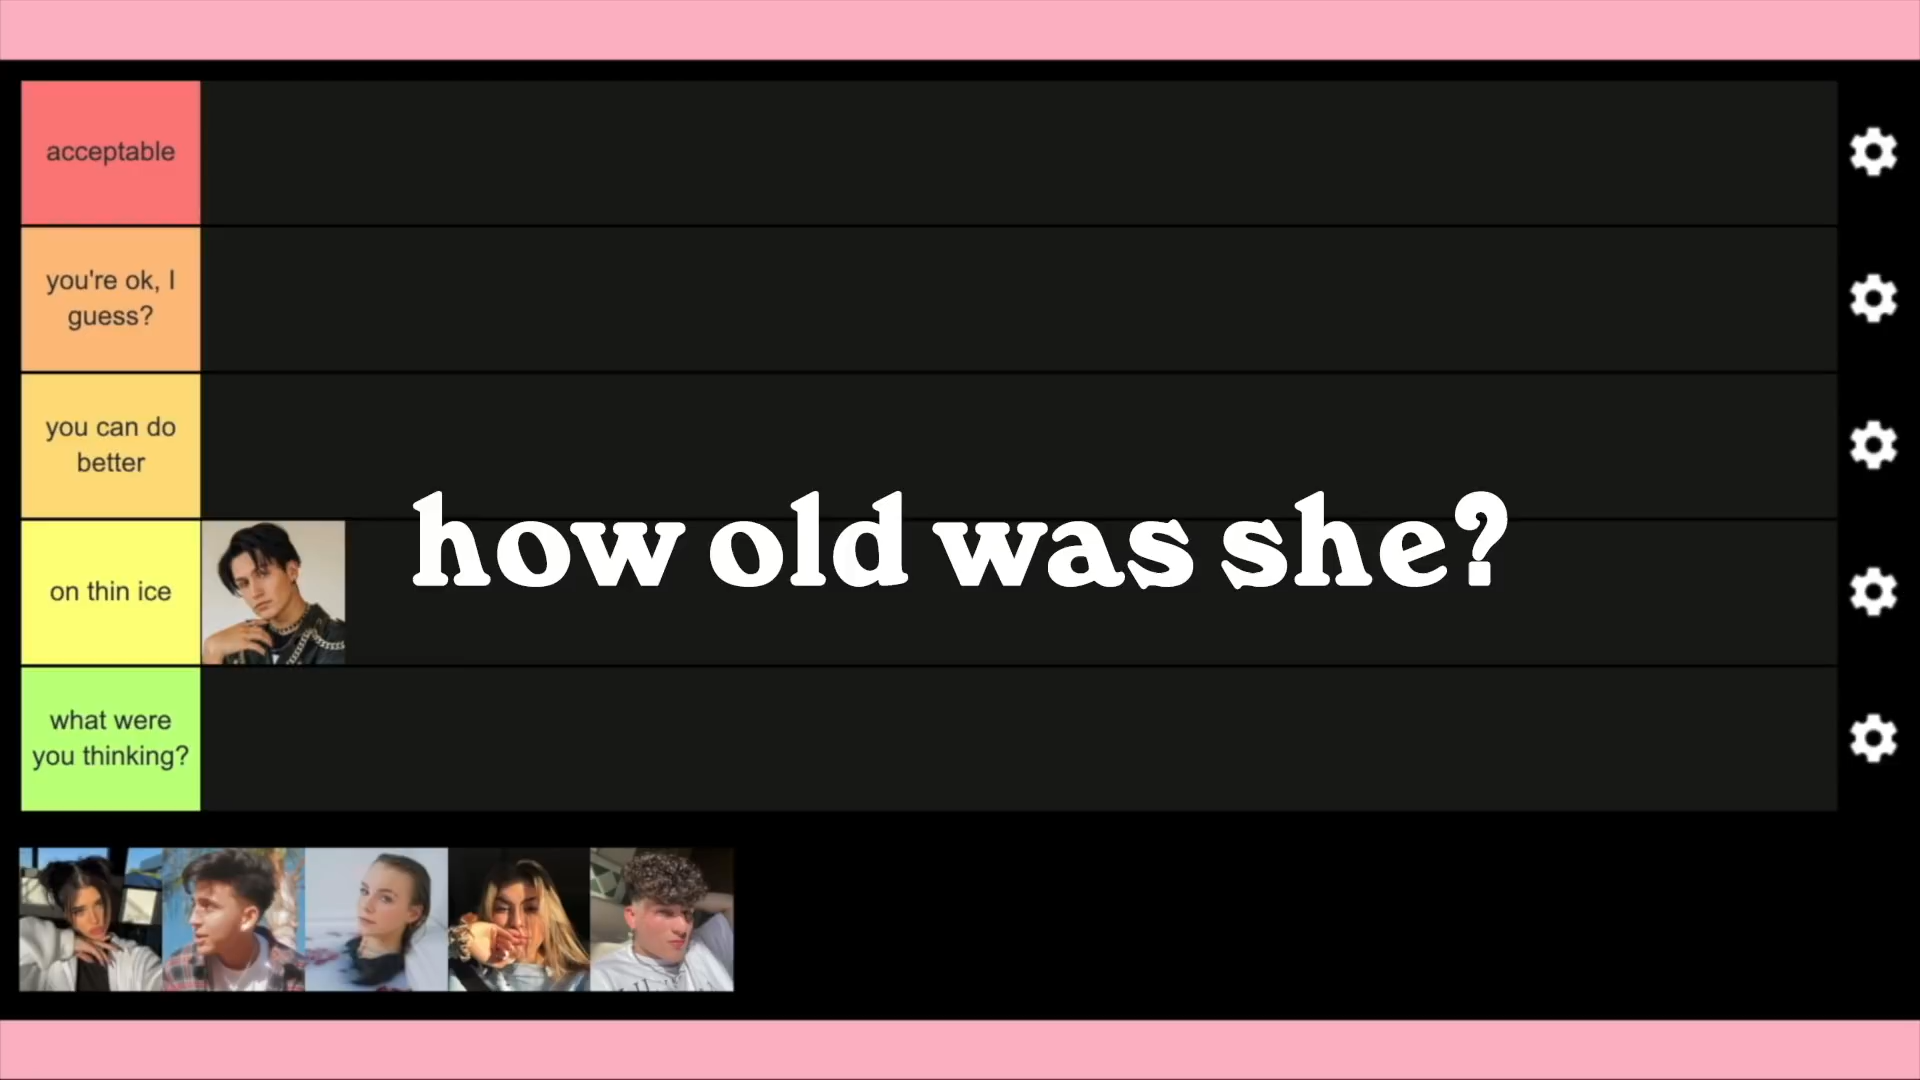 acceptable
you're ok, I
guess?
you can do
better
how old was she?
on thin ice
what were
you thinking?